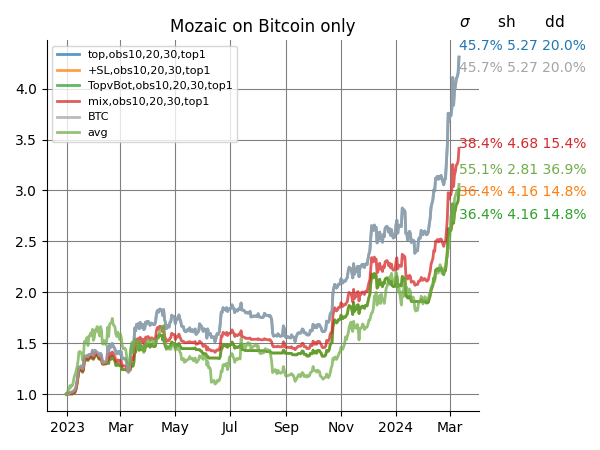 Mozaic on Bitcoin only
σ sh dd
45.7% 5.27 20.0%
45.7% 5.27 20.0%
38.4% 4.68 15.4%
55.1% 2.81 36.9%
36.4% 4.16 14.8%
36.4% 4.16 14.8%
top,obs10,20,30,top1
+SL,obs10,20,30,top1
TopvBot,obs10,20,30,top1
mix,obs10,20,30,top1
BTC
avg
4.0
3.5
3.0
2.5
2.0
1.5
1.0
2023 Mar May Jul Sep Nov 2024 Mar